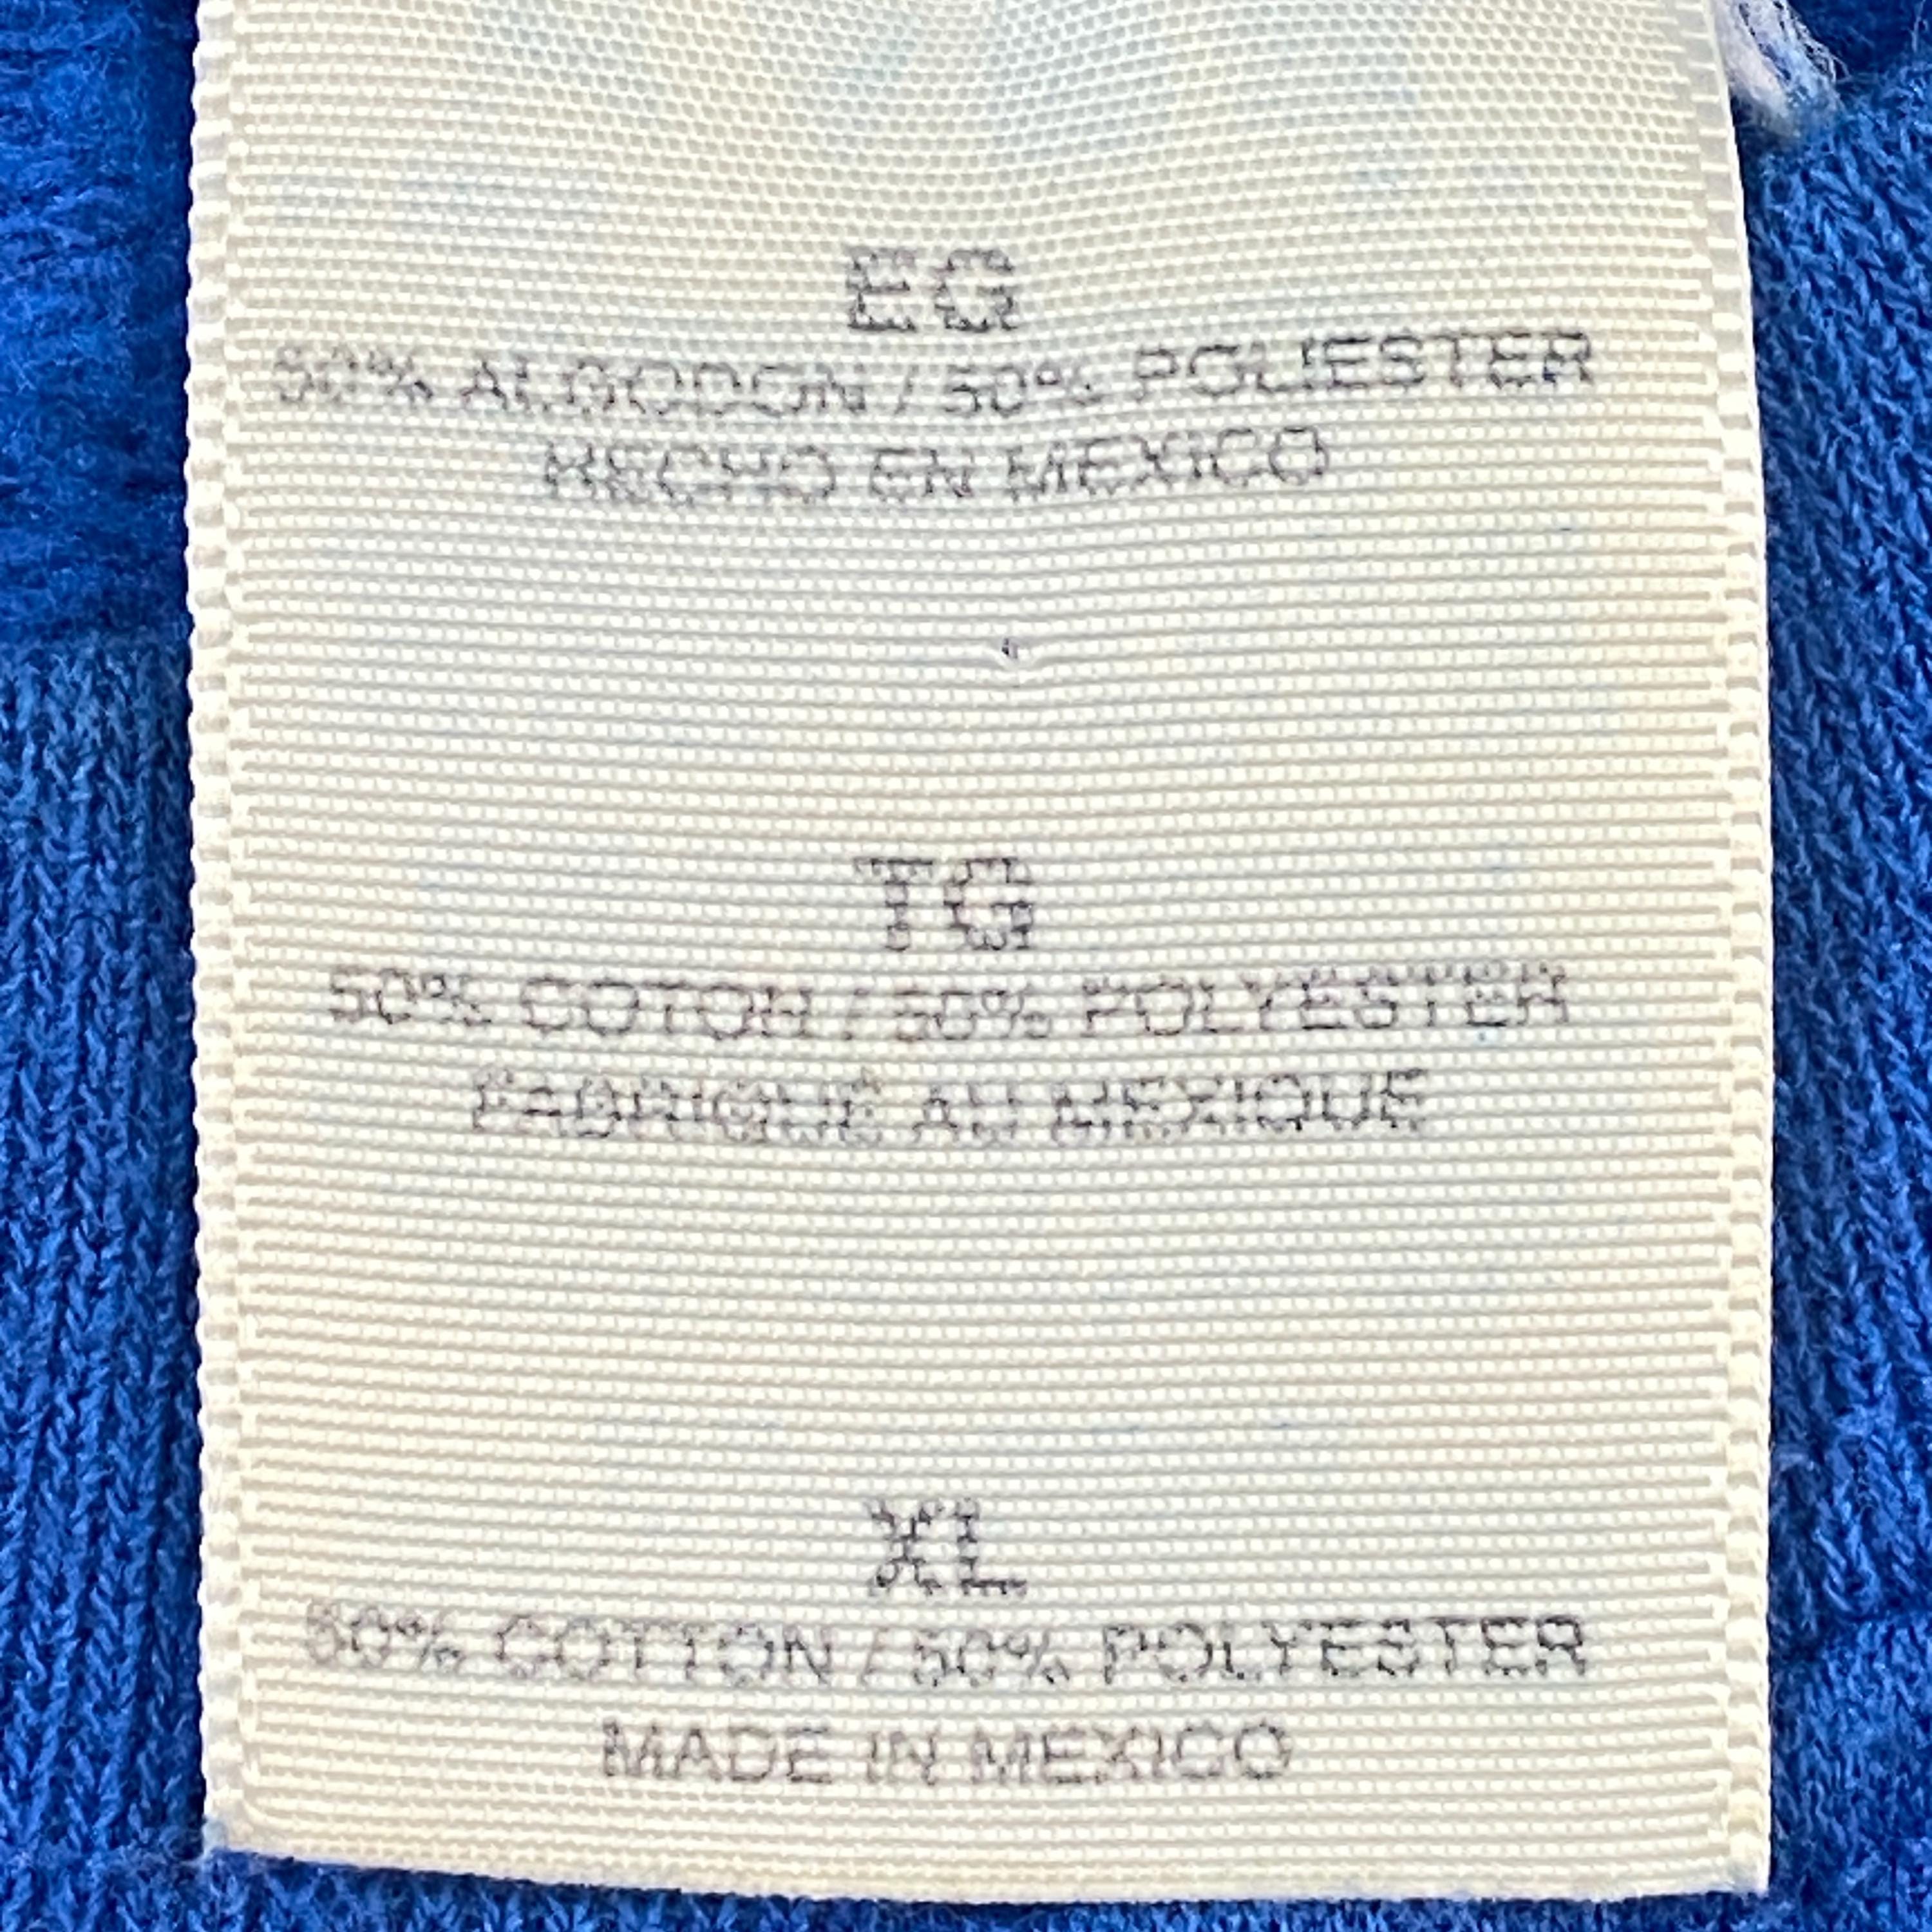 EG
50% ALGODON / 50% POLIESTER
HECHO EN MEXICO
TG
50% COTON / 50% POLYESTER
FABRIQUÉ AU MEXIQUE
XL
50% COTTON / 50% POLYESTER
MADE IN MEXICO